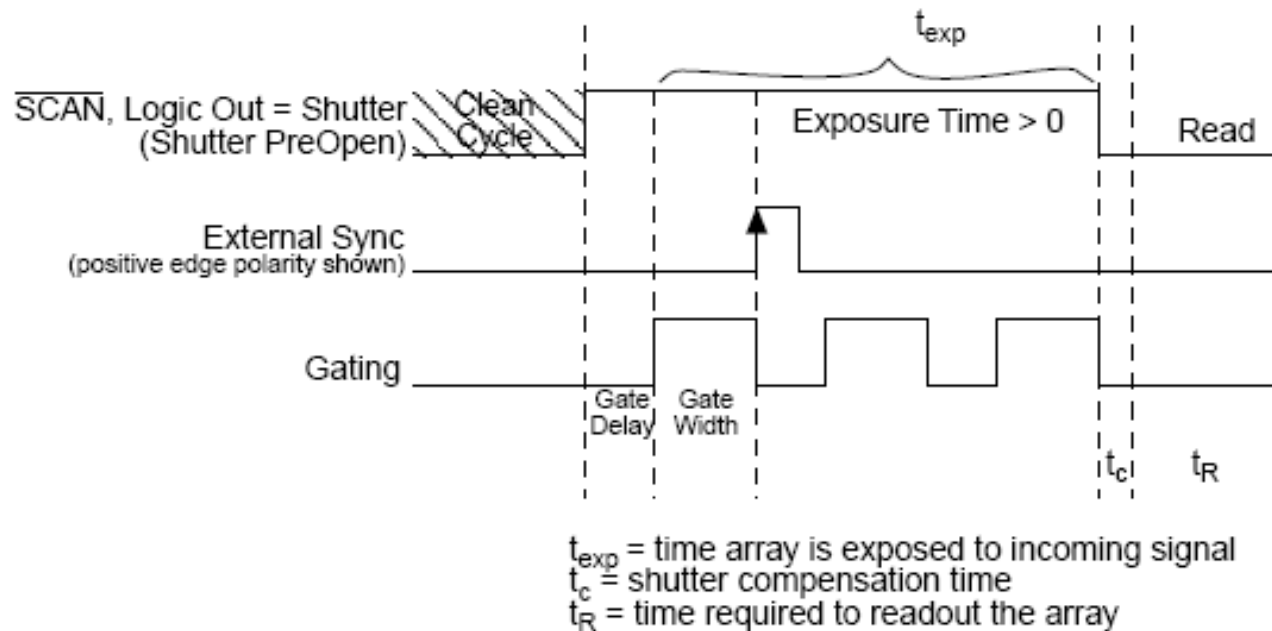 t_exp
SCAN, Logic Out = Shutter
(Shutter PreOpen)
Clean
Cycle
Exposure Time > 0
Read
External Sync
(positive edge polarity shown)
Gating
Gate
Delay
Gate
Width
t_c
t_R
t_exp = time array is exposed to incoming signal
t_c = shutter compensation time
t_R = time required to readout the array